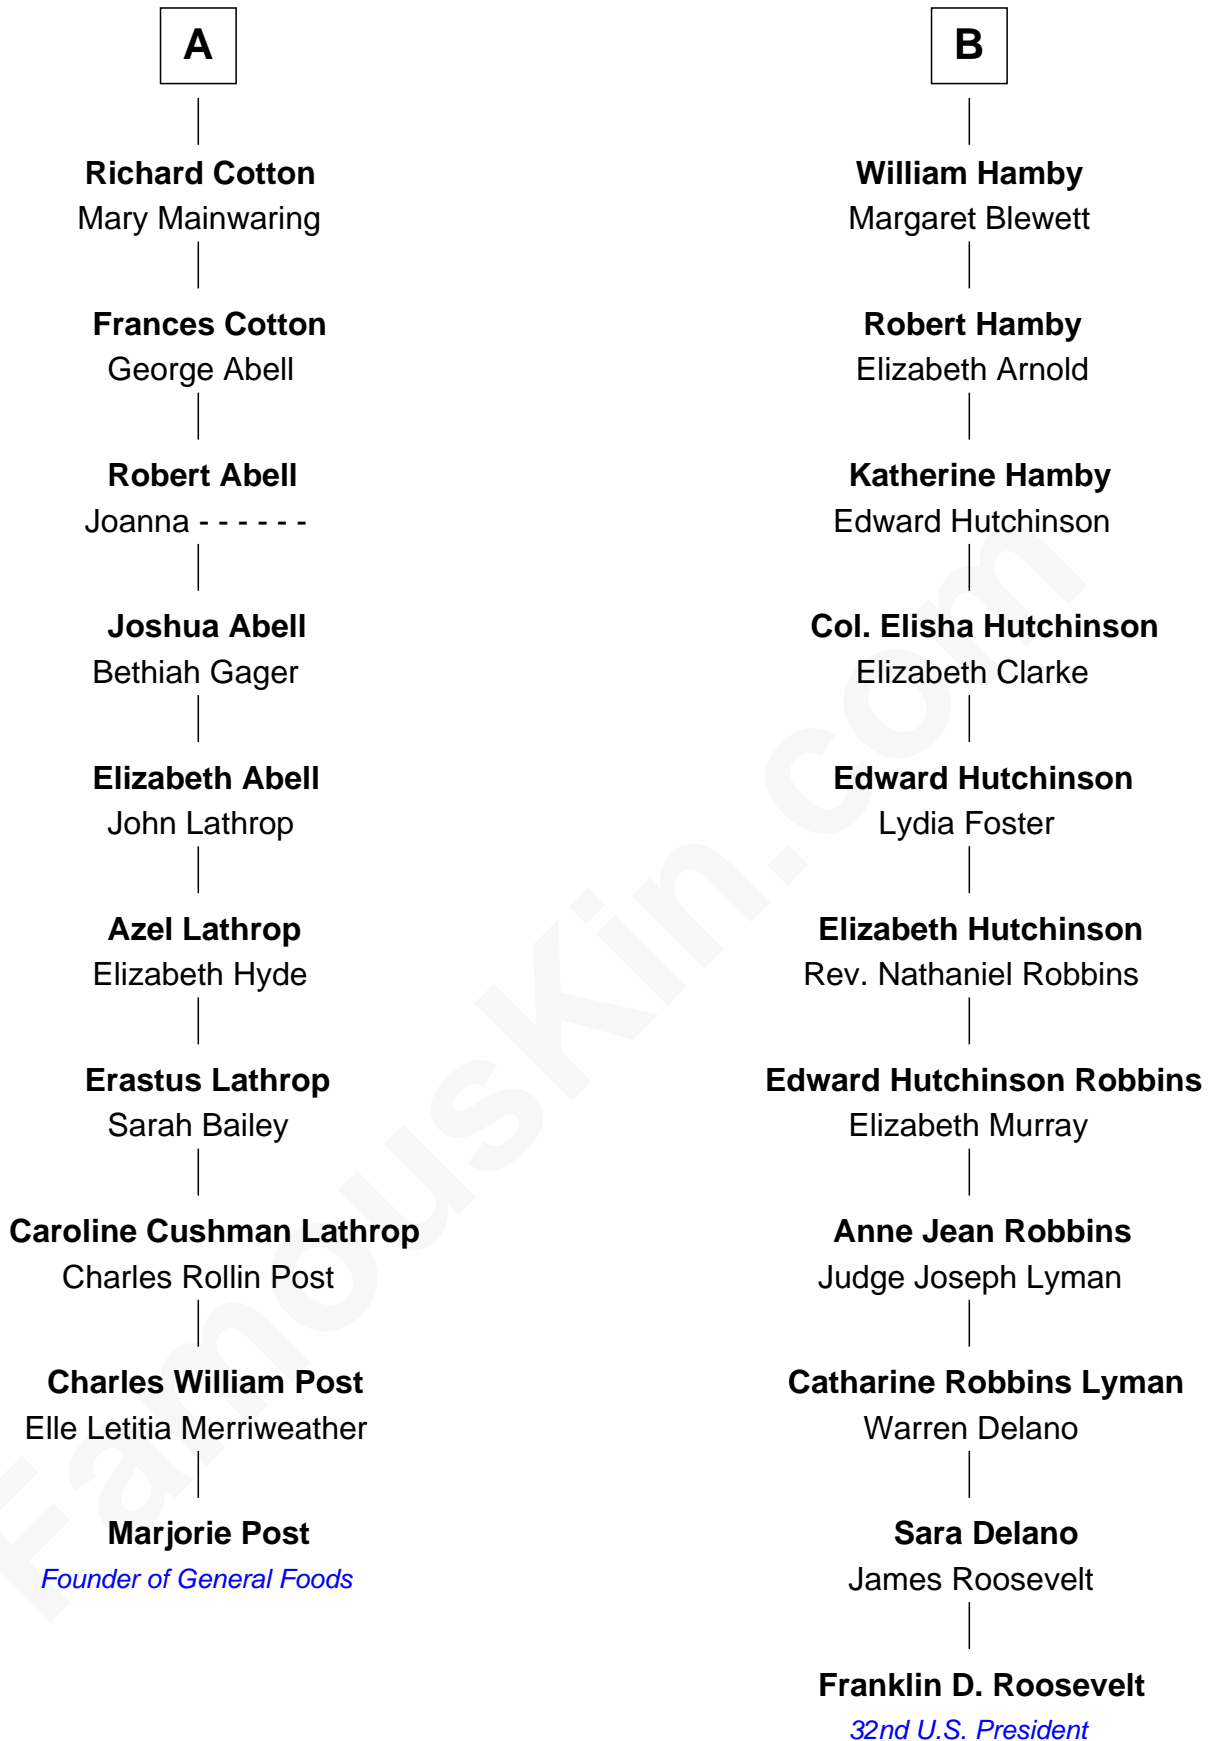 A
Richard Cotton
Mary Mainwaring
Frances Cotton
George Abell
Robert Abell
Joanna - - - - - -
Joshua Abell
Bethiah Gager
Elizabeth Abell
John Lathrop
Azel Lathrop
Elizabeth Hyde
Erastus Lathrop
Sarah Bailey
Caroline Cushman Lathrop
Charles Rollin Post
Charles William Post
Elle Letitia Merriweather
Marjorie Post
Founder of General Foods
B
William Hamby
Margaret Blewett
Robert Hamby
Elizabeth Arnold
Katherine Hamby
Edward Hutchinson
Col. Elisha Hutchinson
Elizabeth Clarke
Edward Hutchinson
Lydia Foster
Elizabeth Hutchinson
Rev. Nathaniel Robbins
Edward Hutchinson Robbins
Elizabeth Murray
Anne Jean Robbins
Judge Joseph Lyman
Catharine Robbins Lyman
Warren Delano
Sara Delano
James Roosevelt
Franklin D. Roosevelt
32nd U.S. President
FamousKin.com